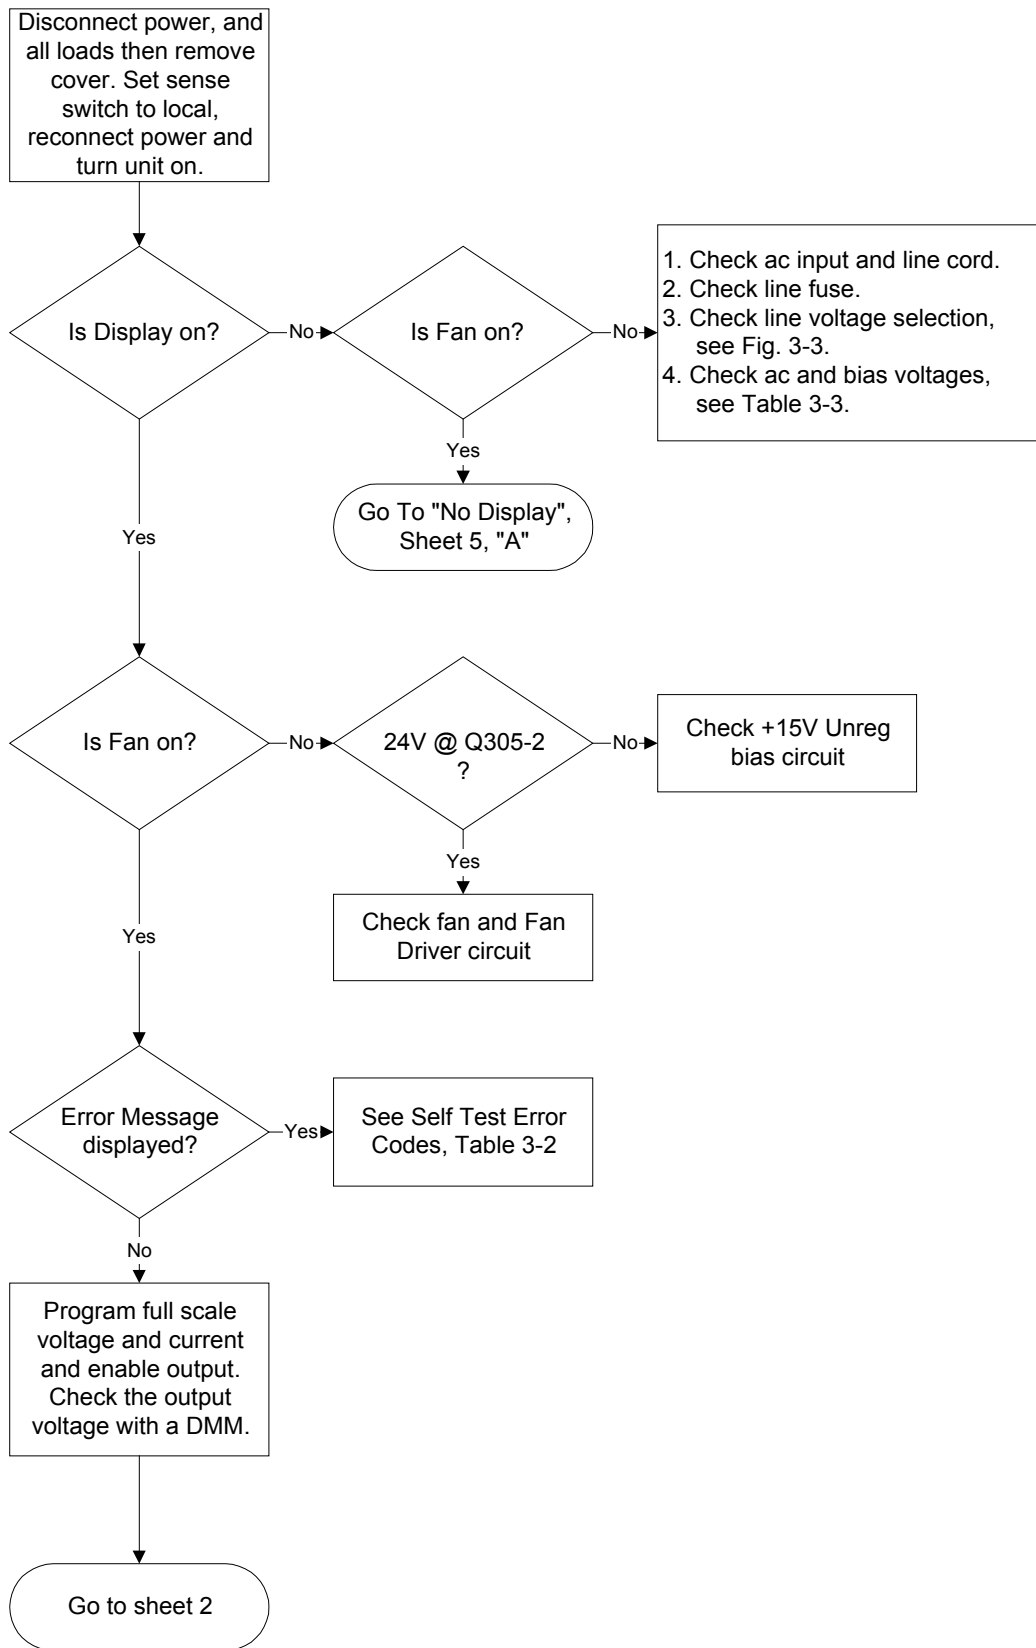 Disconnect power, and
all loads then remove
cover. Set sense
switch to local,
reconnect power and
turn unit on.
Is Display on?
No
Is Fan on?
No
1. Check ac input and line cord.
2. Check line fuse.
3. Check line voltage selection,
see Fig. 3-3.
4. Check ac and bias voltages,
see Table 3-3.
Yes
Go To "No Display",
Sheet 5, "A"
Yes
Is Fan on?
No
24V @ Q305-2
?
No
Check +15V Unreg
bias circuit
Yes
Check fan and Fan
Driver circuit
Yes
Error Message
displayed?
Yes
See Self Test Error
Codes, Table 3-2
No
Program full scale
voltage and current
and enable output.
Check the output
voltage with a DMM.
Go to sheet 2